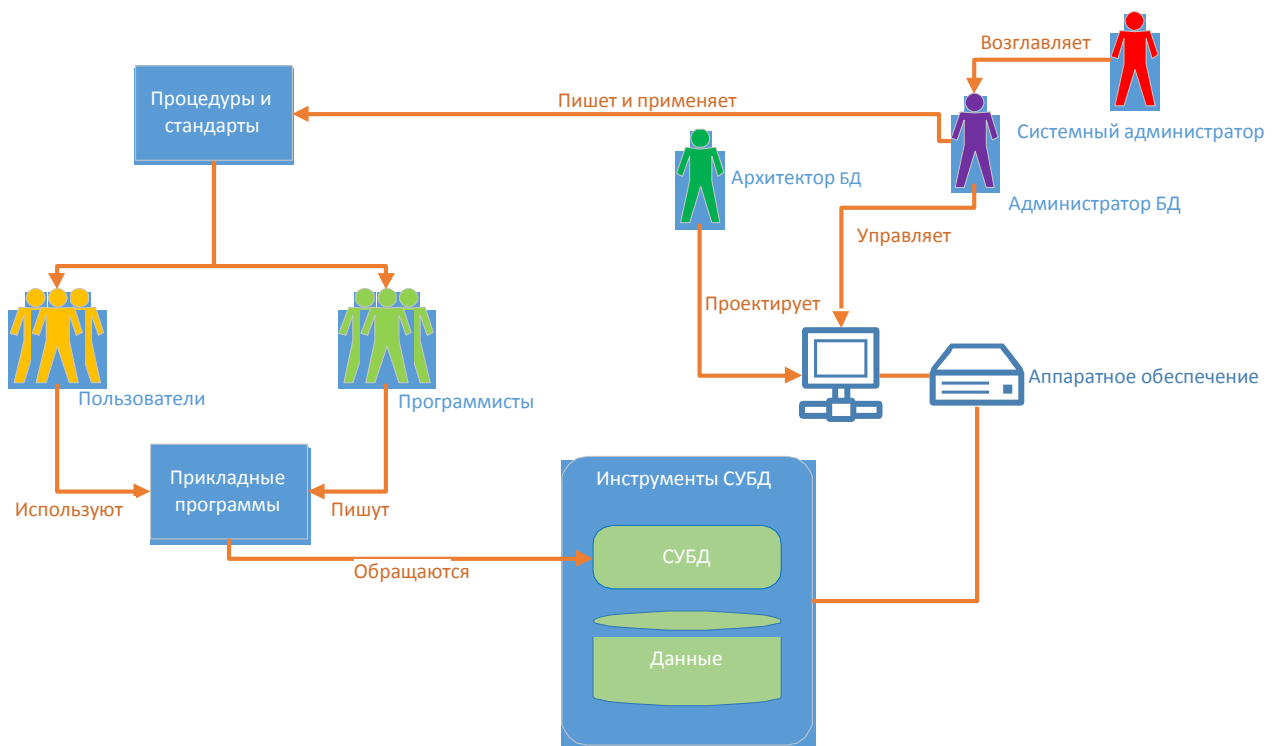 Возглавляет
Процедуры и
стандарты
Пишет и применяет
Системный администратор
Архитектор БД
Администратор БД
Управляет
Проектирует
Аппаратное обеспечение
Пользователи
Программисты
Прикладные
программы
Инструменты СУБД
Используют
Пишут
СУБД
Обращаются
Данные